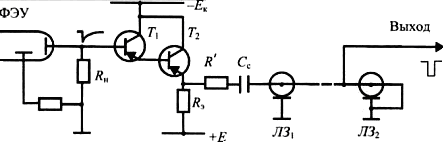 ФЭУ
−Eк
T1 T2
Выход
Rн
R′ Cс
Rэ
+E
ЛЗ1 ЛЗ2